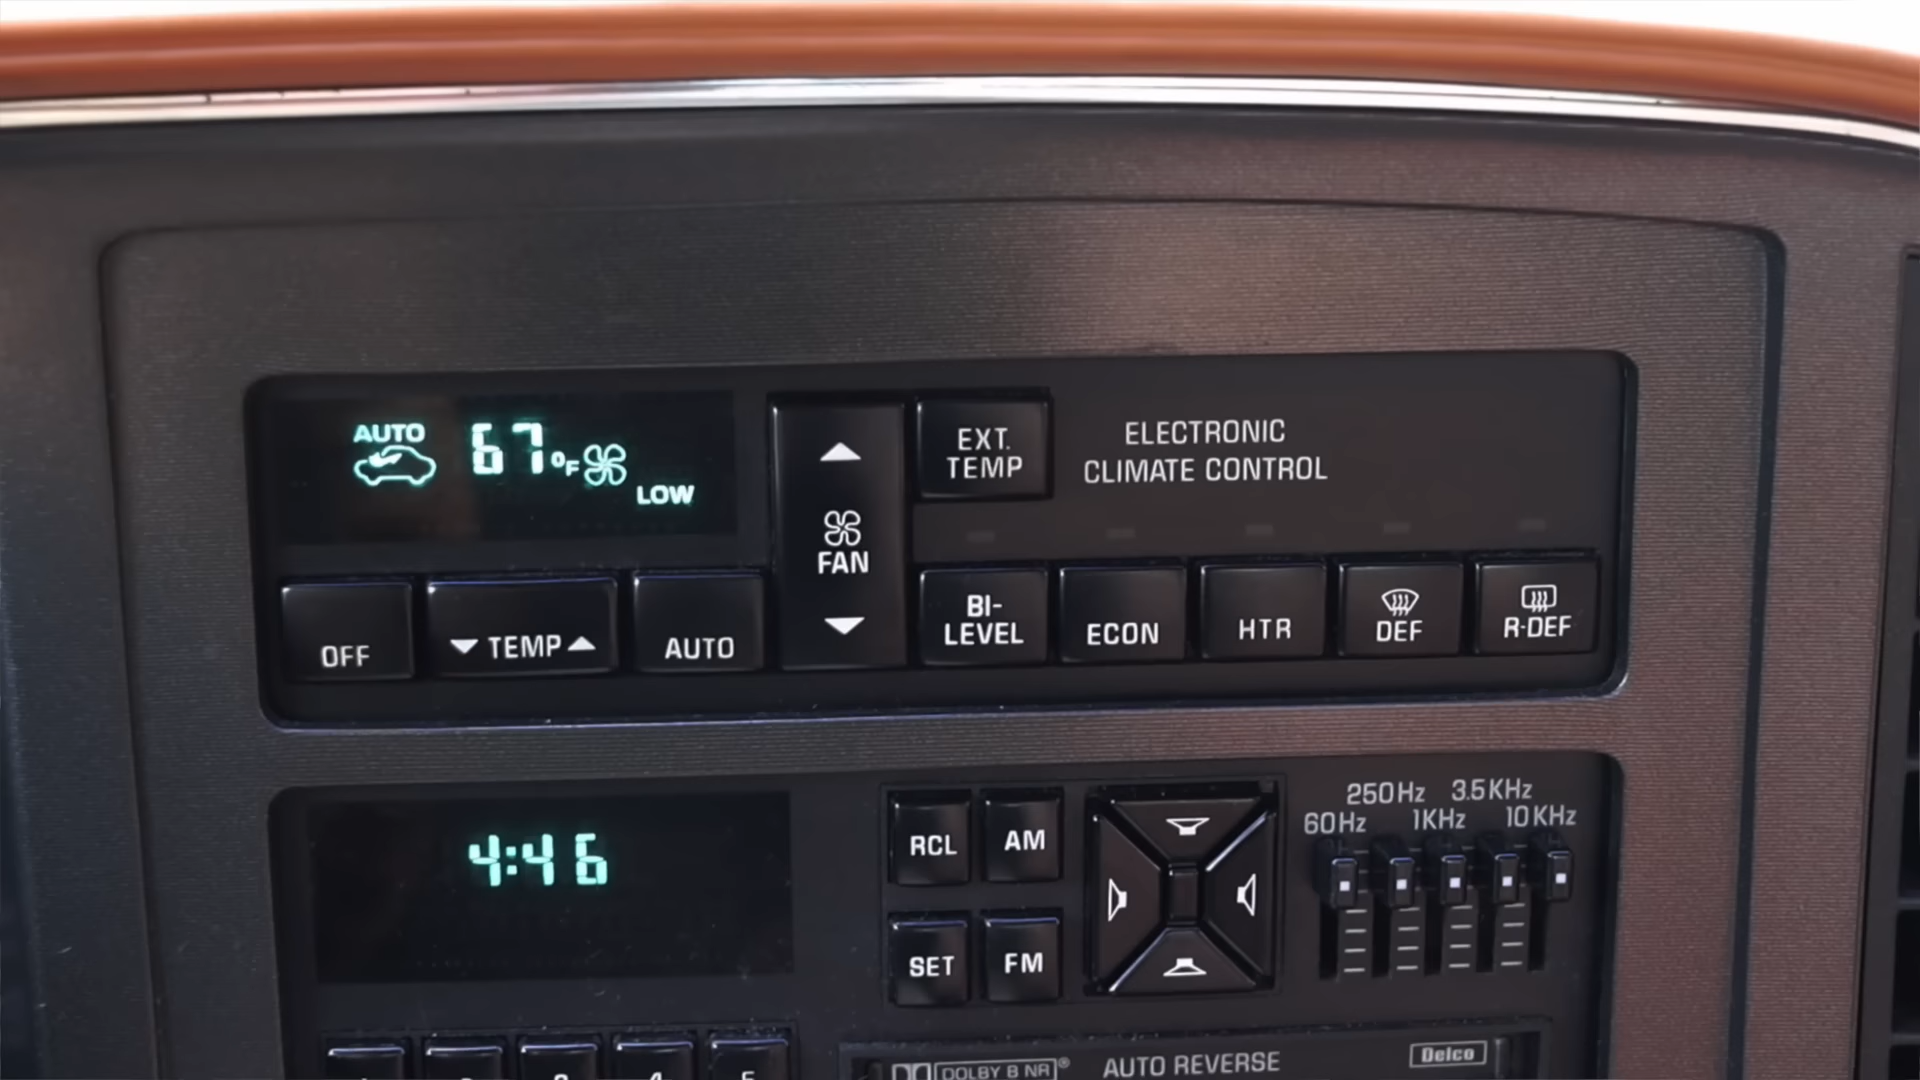 AUTO
67°F
LOW
EXT.
TEMP
ELECTRONIC
CLIMATE CONTROL
FAN
OFF
TEMP
AUTO
BI-
LEVEL
ECON
HTR
DEF
R-DEF
4:46
RCL
AM
SET
FM
250Hz 3.5KHz
60Hz 1KHz 10KHz
DOLBY B NR®
AUTO REVERSE
Delco